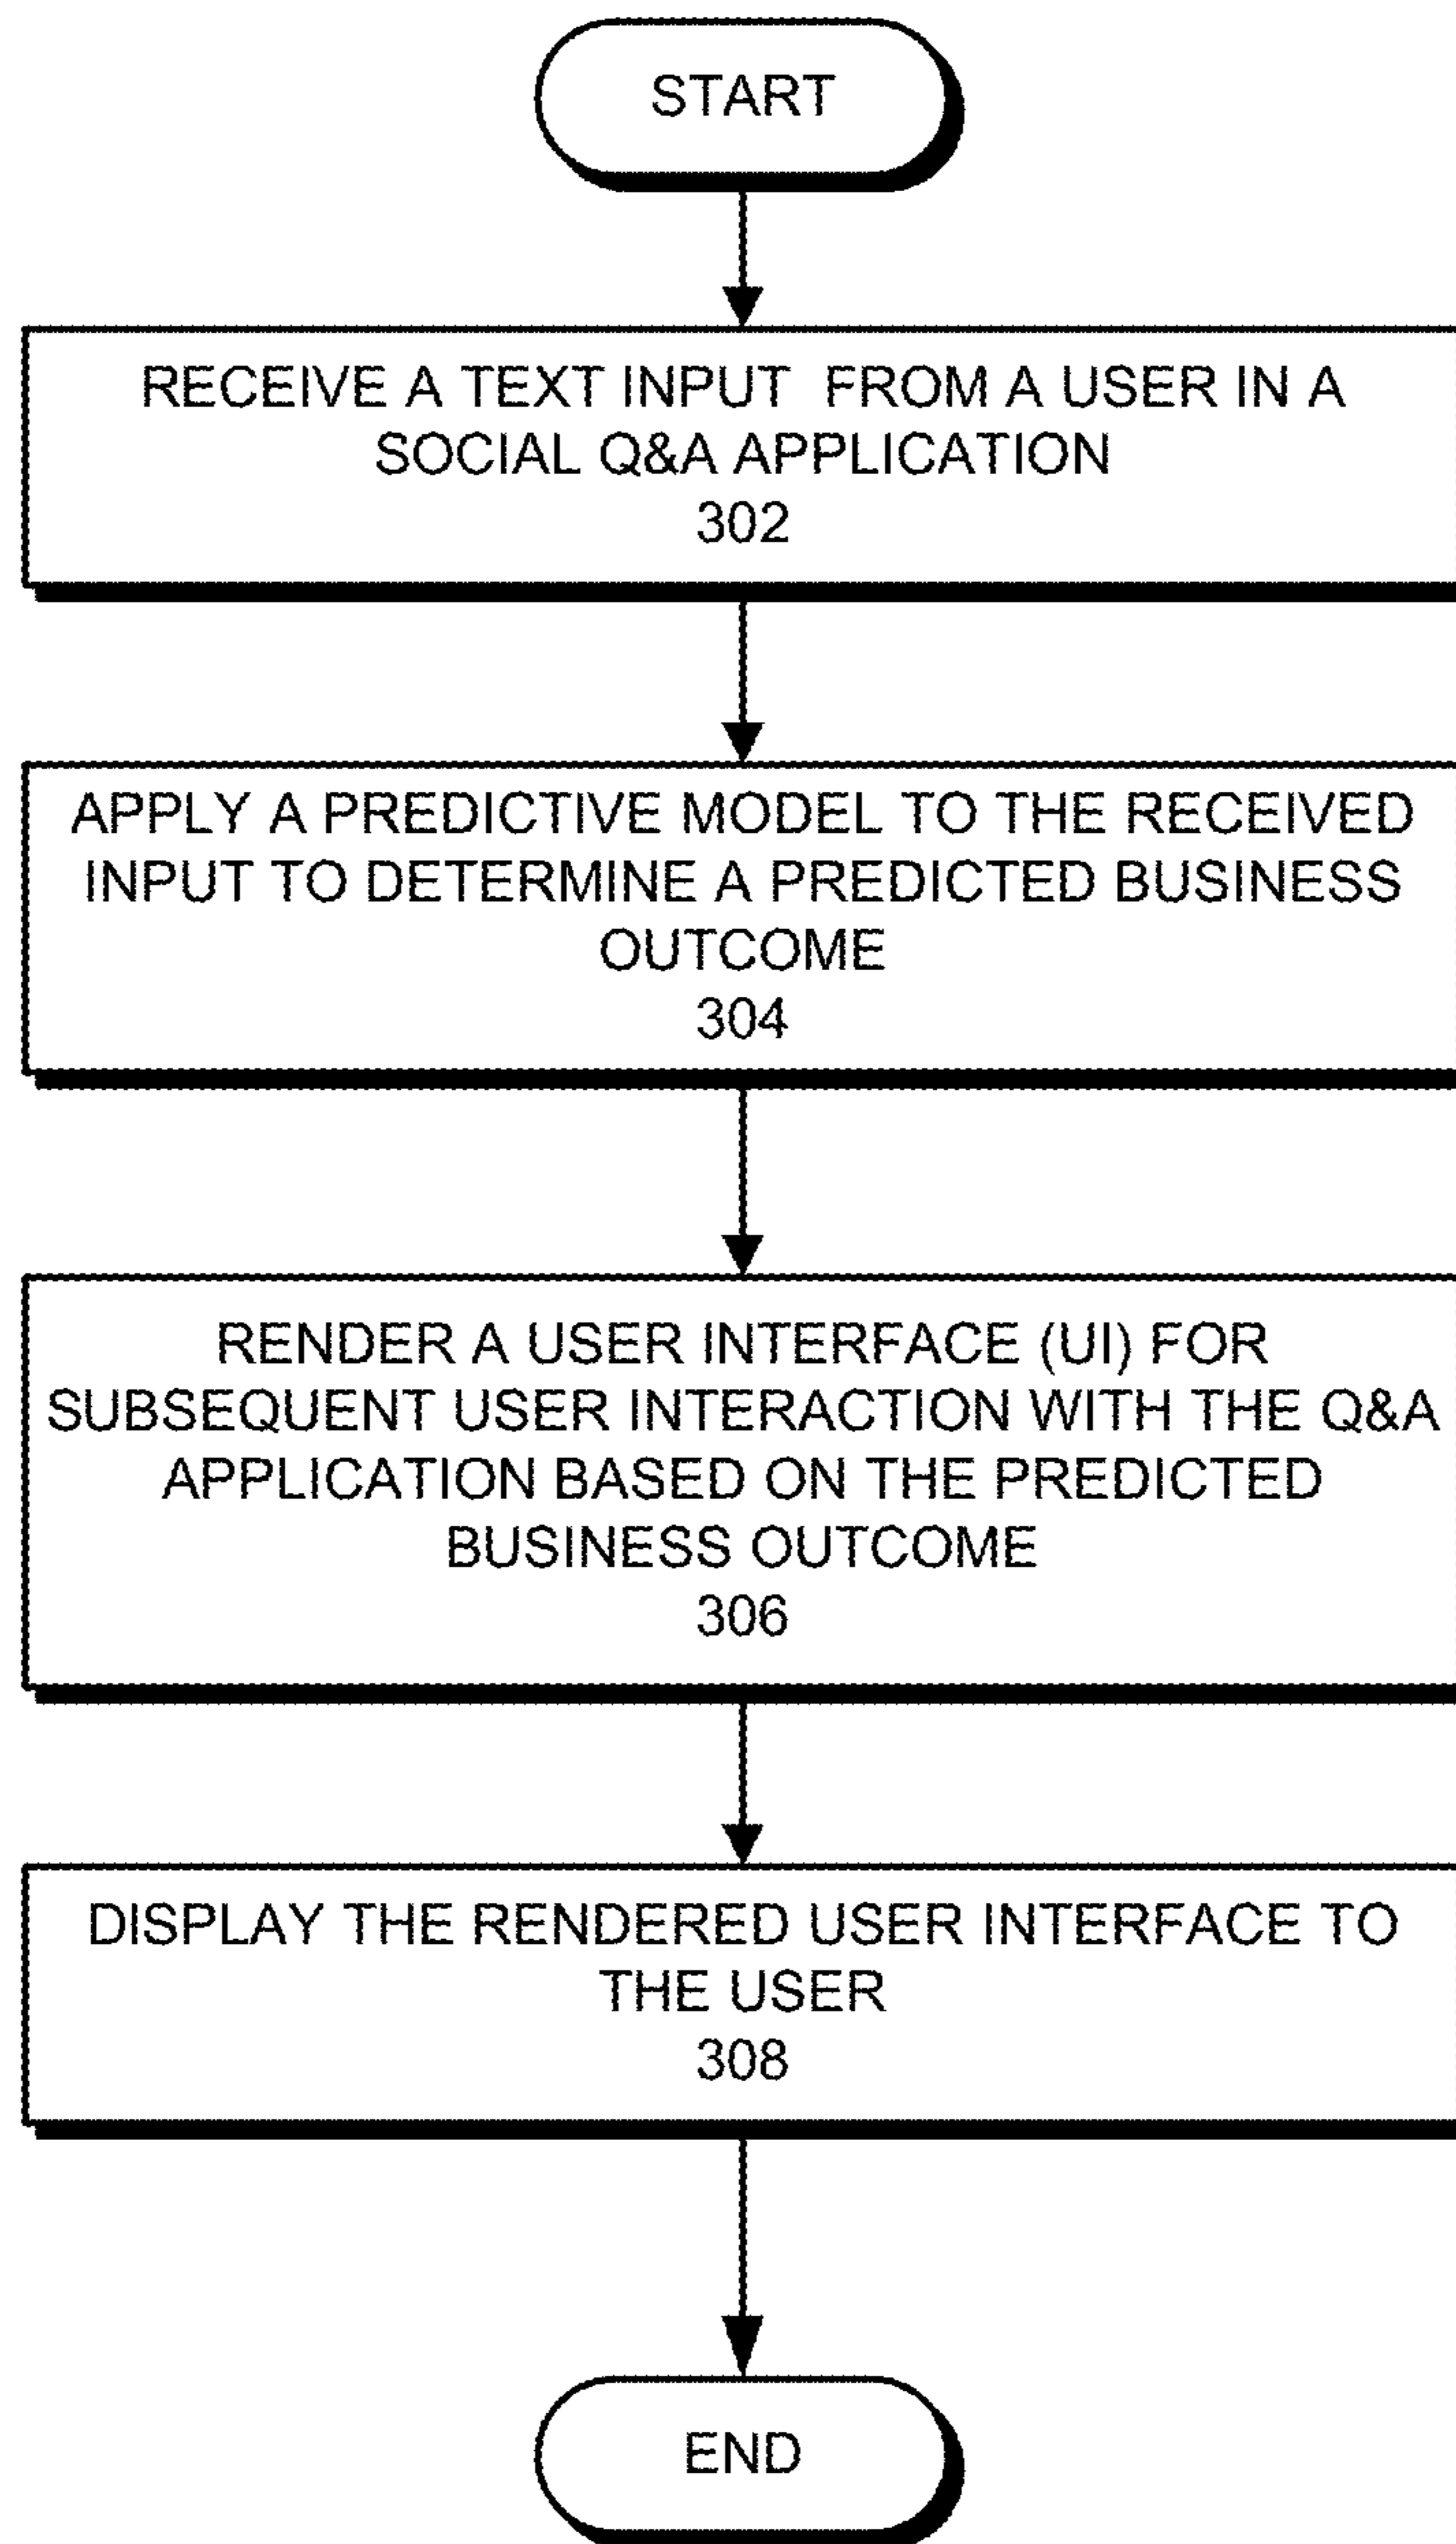 START
RECEIVE A TEXT INPUT FROM A USER IN A
SOCIAL Q&A APPLICATION
302
APPLY A PREDICTIVE MODEL TO THE RECEIVED
INPUT TO DETERMINE A PREDICTED BUSINESS
OUTCOME
304
RENDER A USER INTERFACE (UI) FOR
SUBSEQUENT USER INTERACTION WITH THE Q&A
APPLICATION BASED ON THE PREDICTED
BUSINESS OUTCOME
306
DISPLAY THE RENDERED USER INTERFACE TO
THE USER
308
END